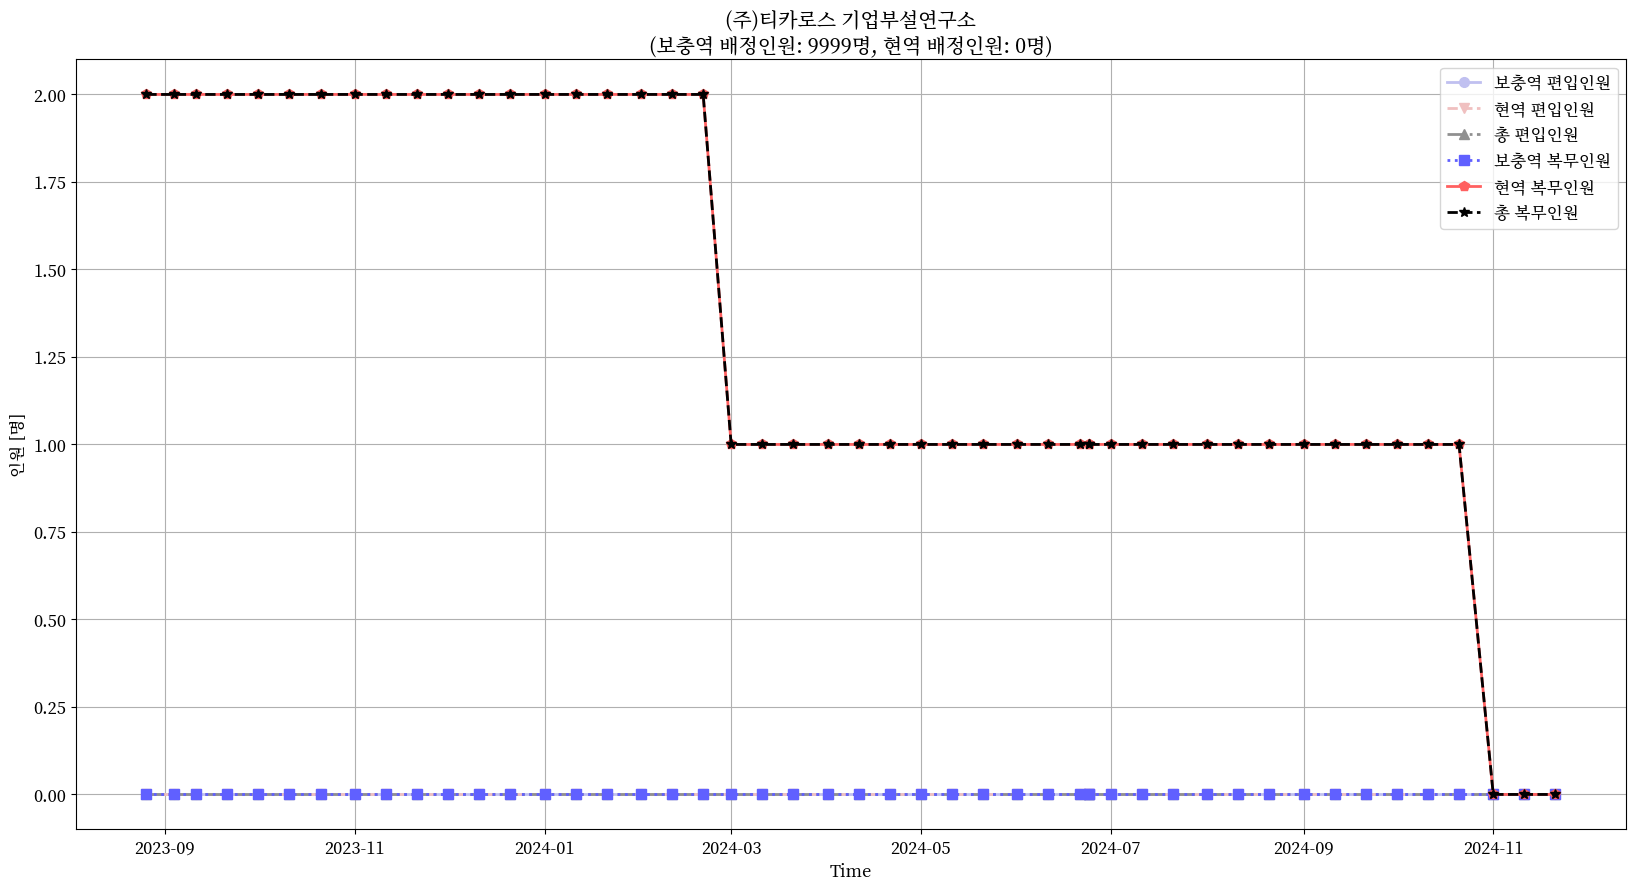 (주)티카로스 기업부설연구소
(보충역 배정인원: 9999명, 현역 배정인원: 0명)
보충역 편입인원
현역 편입인원
총 편입인원
보충역 복무인원
현역 복무인원
총 복무인원
인원 [명]
2.00
1.75
1.50
1.25
1.00
0.75
0.50
0.25
0.00
2023-09
2023-11
2024-01
2024-03
2024-05
2024-07
2024-09
2024-11
Time